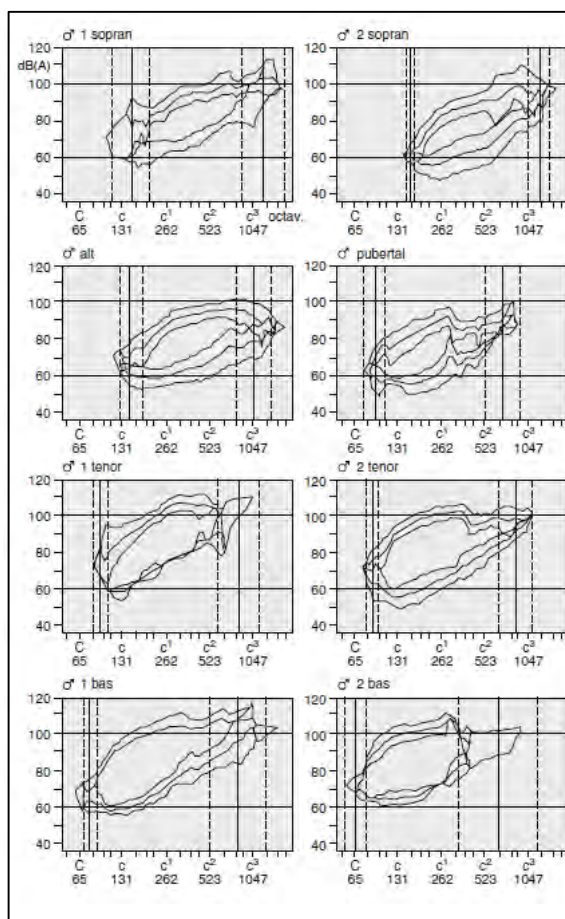 ♂ 1 sopran
120
dB(A)
100
80
60
40
C c c¹ c² c³ octav.
65 131 262 523 1047
♂ 2 sopran
120
100
80
60
40
C c c¹ c² c³
65 131 262 523 1047
♂ alt
120
100
80
60
40
C c c¹ c² c³
65 131 262 523 1047
♂ pubertal
120
100
80
60
40
C c c¹ c² c³
65 131 262 523 1047
♂ 1 tenor
120
100
80
60
40
C c c¹ c² c³
65 131 262 523 1047
♂ 2 tenor
120
100
80
60
40
C c c¹ c² c³
65 131 262 523 1047
♂ 1 bas
120
100
80
60
40
C c c¹ c² c³
65 131 262 523 1047
♂ 2 bas
120
100
80
60
40
C c c¹ c² c³
65 131 262 523 1047